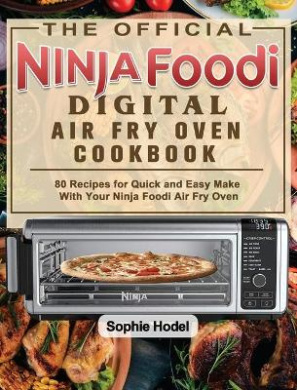 THE OFFICIAL
NINJA Foodi
DIGITAL
AIR FRY OVEN
COOKBOOK
80 Recipes for Quick and Easy Make
With Your Ninja Foodi Air Fry Oven
NINJA
Sophie Hodel